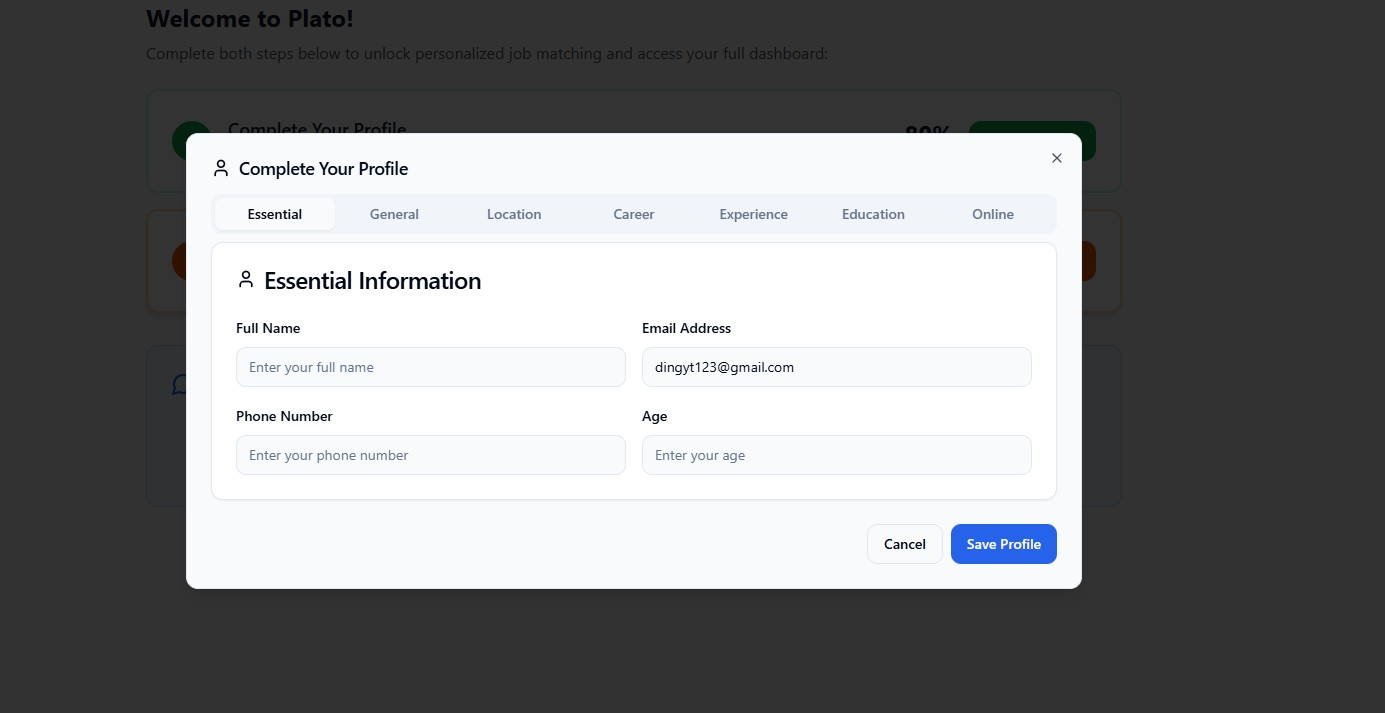 Welcome to Plato!
Complete both steps below to unlock personalized job matching and access your full dashboard:
Complete Your Profile
80%
Complete Your Profile
Essential
General
Location
Career
Experience
Education
Online
Essential Information
Full Name
Email Address
Enter your full name
dingyt123@gmail.com
Phone Number
Age
Enter your phone number
Enter your age
Cancel
Save Profile